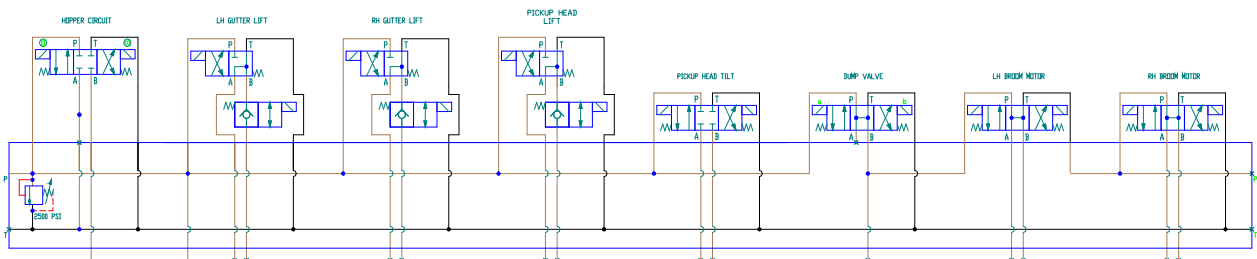 HOPPER CIRCUIT
LH GUTTER LIFT
RH GUTTER LIFT
PICKUP HEAD
LIFT
P T
P T
P T
P T
A B
A B
A B
A B
PICKUP HEAD TILT
DUMP VALVE
LH BROOM MOTOR
RH BROOM MOTOR
P T
a P T b
P T
P T
A B
A B
A B
A B
P
P
2500 PSI
T
T